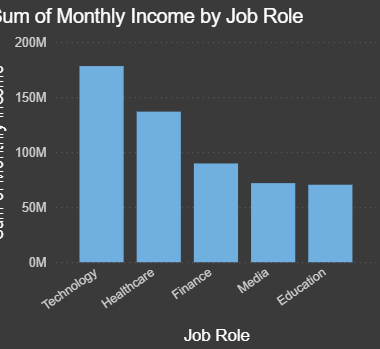 Sum of Monthly Income by Job Role
200M
150M
100M
50M
0M
Technology
Healthcare
Finance
Media
Education
Job Role